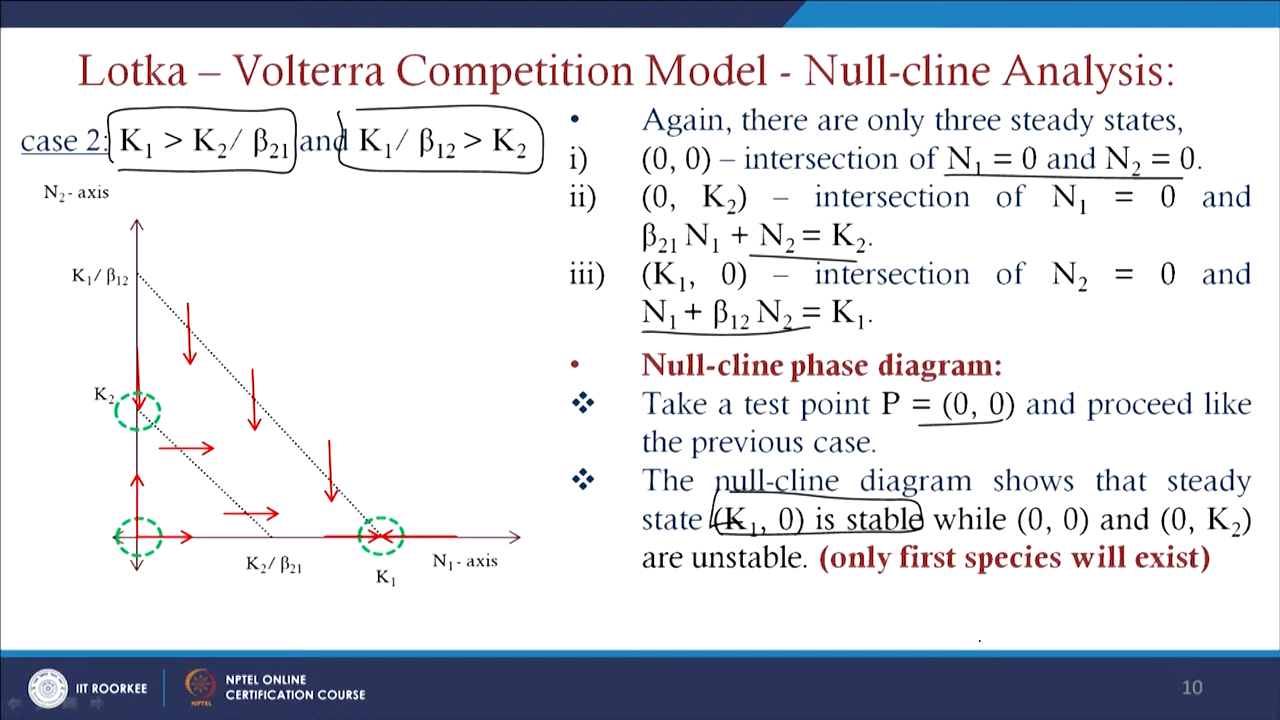 Lotka – Volterra Competition Model - Null-cline Analysis:
case 2: K₁ > K₂/ β₂₁ and K₁/ β₁₂ > K₂
N₂- axis
K₁/ β₁₂
K₂
K₂/ β₂₁
K₁
N₁- axis
• Again, there are only three steady states,
i) (0, 0) – intersection of N₁ = 0 and N₂ = 0.
ii) (0, K₂) – intersection of N₁ = 0 and
β₂₁ N₁ + N₂ = K₂.
iii) (K₁, 0) – intersection of N₂ = 0 and
N₁ + β₁₂ N₂ = K₁.
• Null-cline phase diagram:
❖ Take a test point P = (0, 0) and proceed like
the previous case.
❖ The null-cline diagram shows that steady
state (K₁, 0) is stable while (0, 0) and (0, K₂)
are unstable. (only first species will exist)
IIT ROORKEE
NPTEL
NPTEL ONLINE
CERTIFICATION COURSE
10